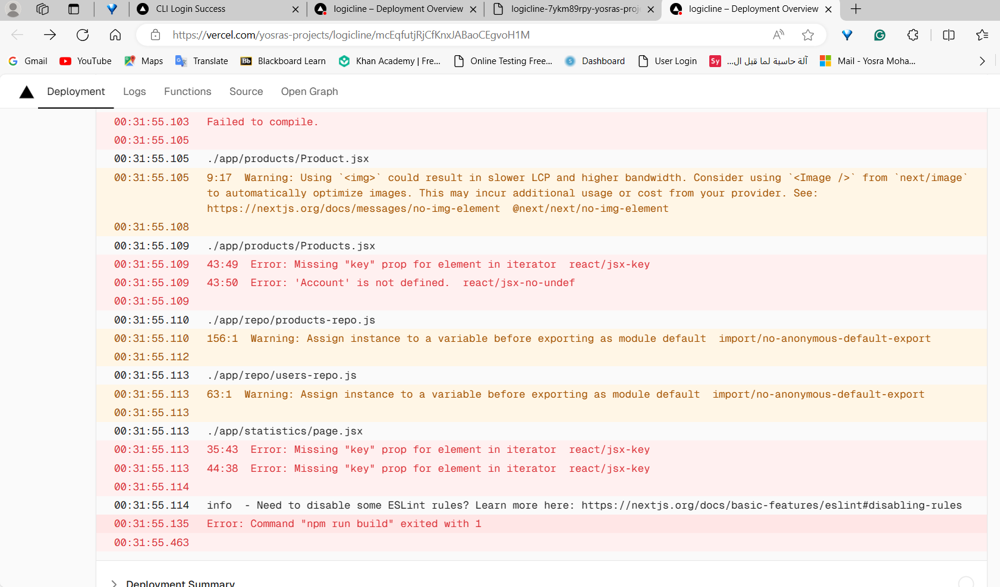 CLI Login Success
logicline – Deployment Overview
logicline-7ykm89rpy-yosras-proj
logicline – Deployment Overview
https://vercel.com/yosras-projects/logicline/mcEqfutjRjCfKnxJABaoCEgvoH1M
Gmail
YouTube
Maps
Translate
Bb Blackboard Learn
Khan Academy | Fre...
Online Testing Free...
S Dashboard
User Login
Sy آلة حاسبة لما قبل ال...
Mail - Yosra Moha...
Deployment Logs Functions Source Open Graph
00:31:55.103 Failed to compile.
00:31:55.105
00:31:55.105 ./app/products/Product.jsx
00:31:55.105 9:17 Warning: Using `<img>` could result in slower LCP and higher bandwidth. Consider using `<Image />` from `next/image`
to automatically optimize images. This may incur additional usage or cost from your provider. See:
https://nextjs.org/docs/messages/no-img-element @next/next/no-img-element
00:31:55.108
00:31:55.109 ./app/products/Products.jsx
00:31:55.109 43:49 Error: Missing "key" prop for element in iterator react/jsx-key
00:31:55.109 43:50 Error: 'Account' is not defined. react/jsx-no-undef
00:31:55.109
00:31:55.110 ./app/repo/products-repo.js
00:31:55.110 156:1 Warning: Assign instance to a variable before exporting as module default import/no-anonymous-default-export
00:31:55.112
00:31:55.113 ./app/repo/users-repo.js
00:31:55.113 63:1 Warning: Assign instance to a variable before exporting as module default import/no-anonymous-default-export
00:31:55.113
00:31:55.113 ./app/statistics/page.jsx
00:31:55.113 35:43 Error: Missing "key" prop for element in iterator react/jsx-key
00:31:55.113 44:38 Error: Missing "key" prop for element in iterator react/jsx-key
00:31:55.114
00:31:55.114 info - Need to disable some ESLint rules? Learn more here: https://nextjs.org/docs/basic-features/eslint#disabling-rules
00:31:55.135 Error: Command "npm run build" exited with 1
00:31:55.463
Deployment Summary